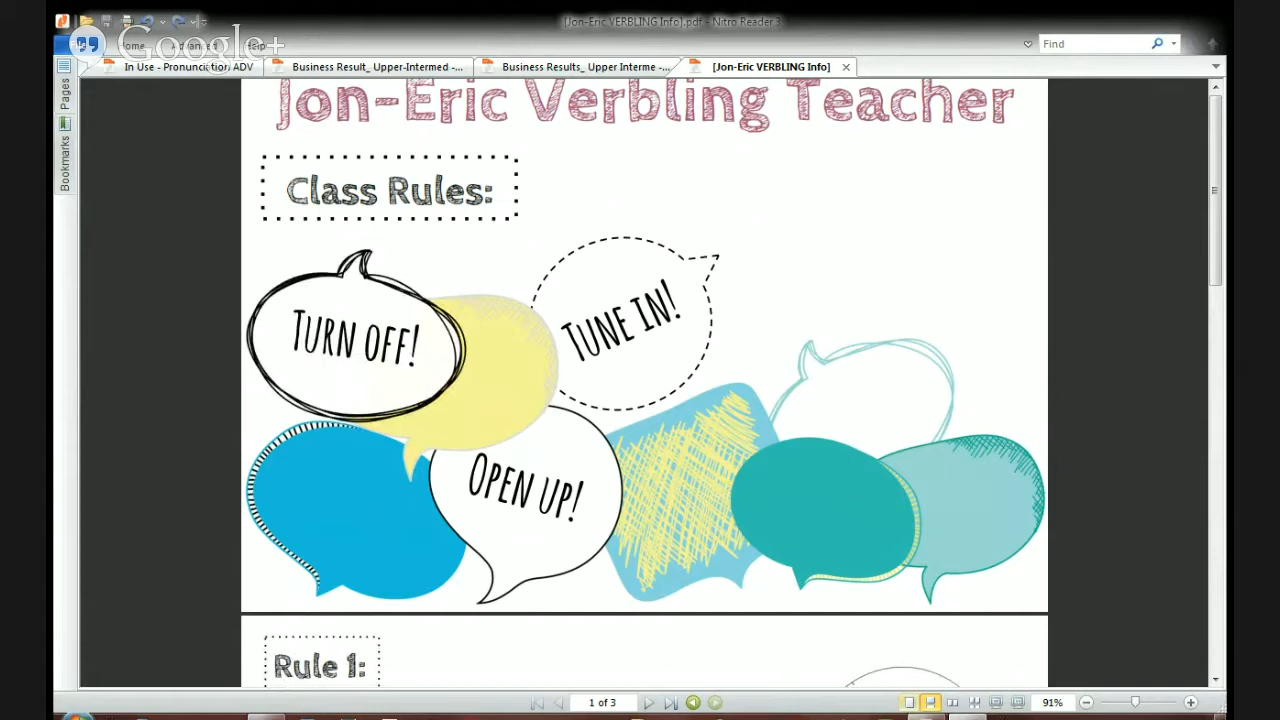 [Jon-Eric VERBLING Info].pdf - Nitro Reader 3
Google+
File Home Advanced Help
Find
In Use - Pronunciation ADV
Business Result_ Upper-Intermed -...
Business Results_ Upper Interme -...
[Jon-Eric VERBLING Info]
Pages
Bookmarks
Jon-Eric Verbling Teacher
Class Rules:
TURN OFF!
TUNE IN!
OPEN UP!
Rule 1:
1 of 3
91%